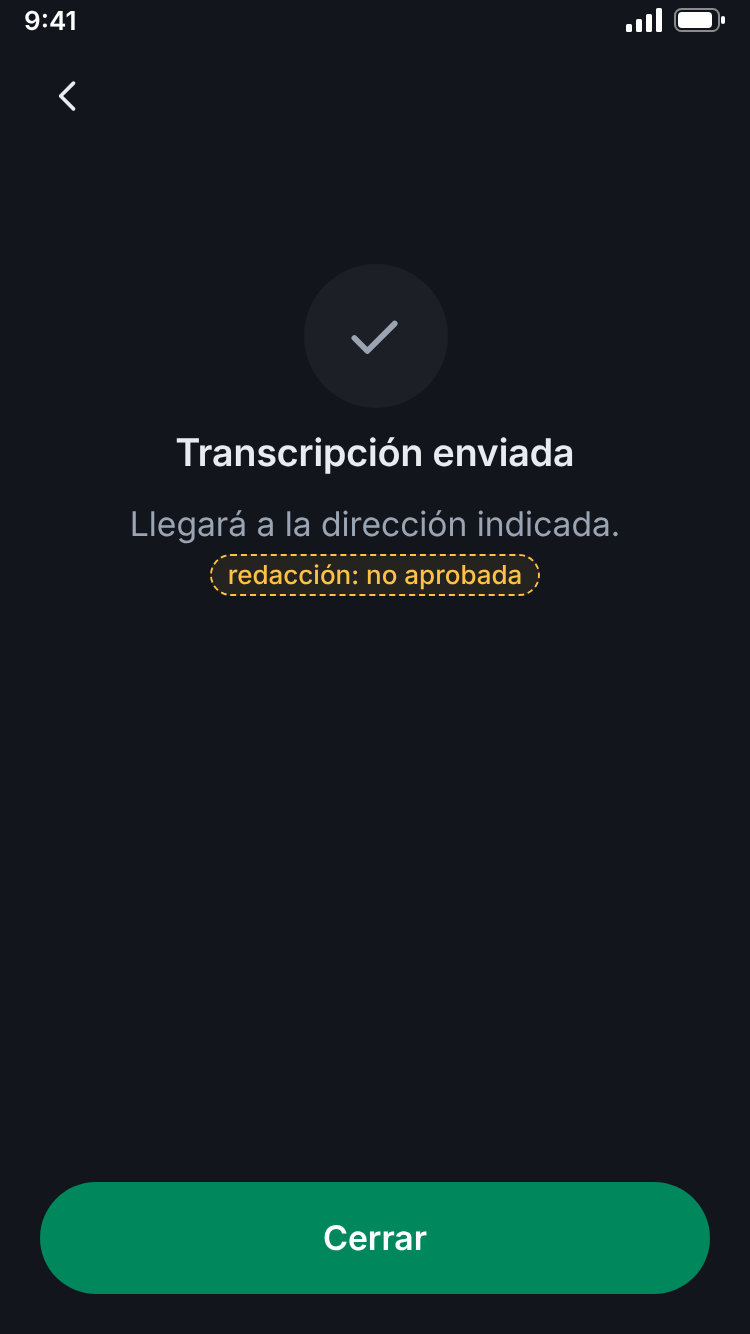 9:41
Transcripción enviada
Llegará a la dirección indicada.
redacción: no aprobada
Cerrar